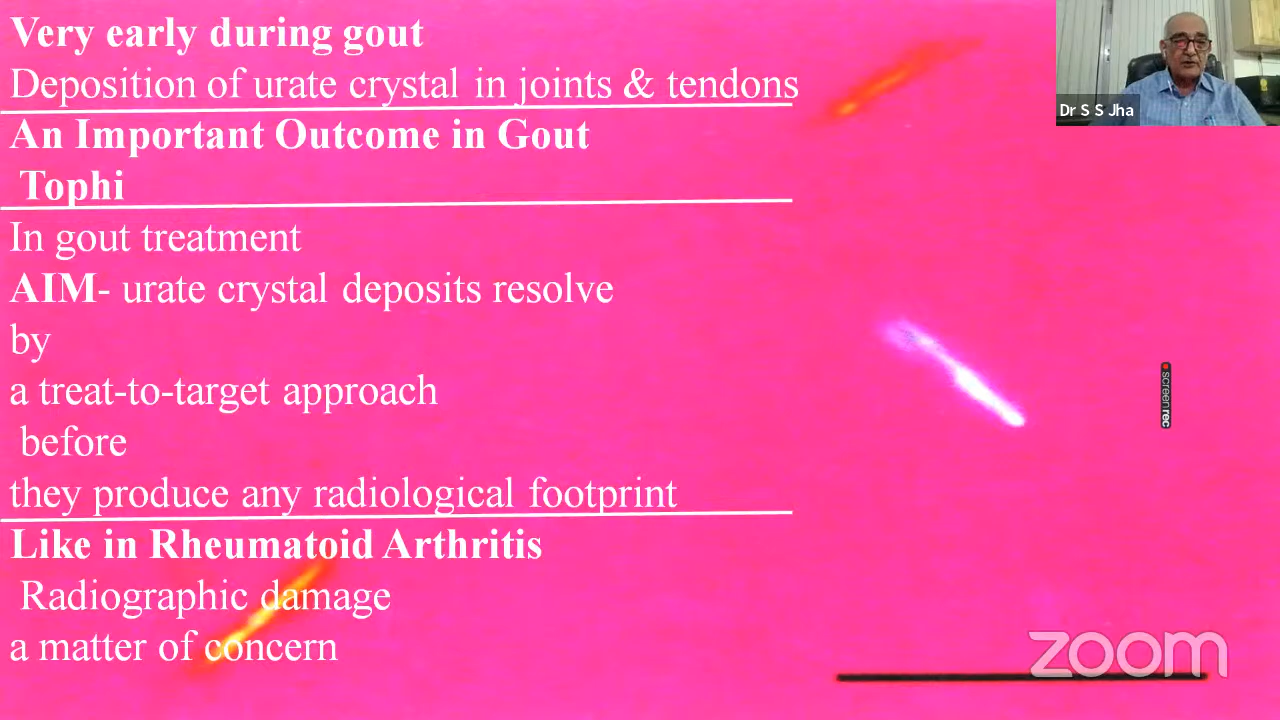 Very early during gout
Deposition of urate crystal in joints & tendons
An Important Outcome in Gout
Tophi
In gout treatment
AIM- urate crystal deposits resolve
by
a treat-to-target approach
before
they produce any radiological footprint
Like in Rheumatoid Arthritis
Radiographic damage
a matter of concern
Dr S S Jha
screenrec
zoom